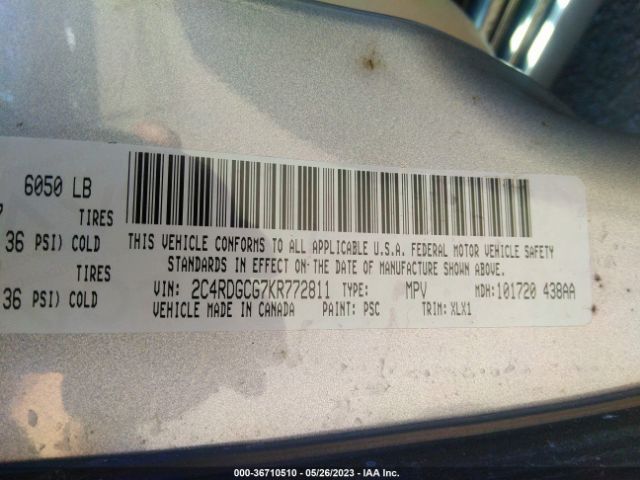 6050 LB
TIRES
36 PSI) COLD
TIRES
36 PSI) COLD
THIS VEHICLE CONFORMS TO ALL APPLICABLE U.S.A. FEDERAL MOTOR VEHICLE SAFETY
STANDARDS IN EFFECT ON THE DATE OF MANUFACTURE SHOWN ABOVE.
VIN: 2C4RDGCG7KR772811 TYPE: MPV MDH:101720 438AA
VEHICLE MADE IN CANADA PAINT: PSC TRIM:XLX1
000-36710510 | 05/26/2023 | IAA Inc.